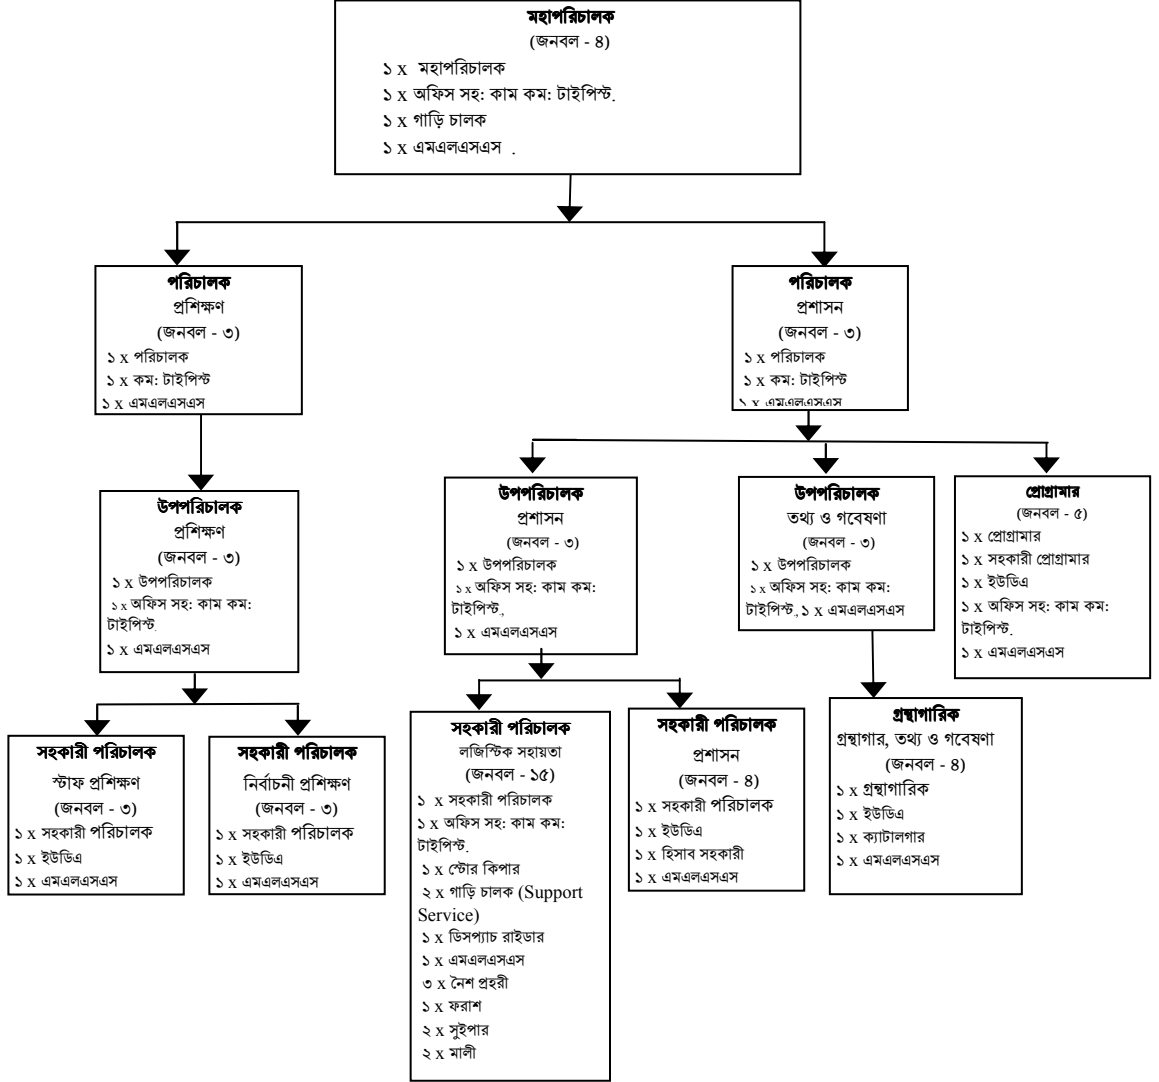 মহাপরিচালক
(জনবল - ৪)
১ x মহাপরিচালক
১ x অফিস সহ: কাম কম: টাইপিস্ট.
১ x গাড়ি চালক
১ x এমএলএসএস .
পরিচালক
প্রশিক্ষণ
(জনবল - ৩)
১ x পরিচালক
১ x কম: টাইপিস্ট
১ x এমএলএসএস
পরিচালক
প্রশাসন
(জনবল - ৩)
১ x পরিচালক
১ x কম: টাইপিস্ট
১ x এমএলএসএস
উপপরিচালক
প্রশিক্ষণ
(জনবল - ৩)
১ x উপপরিচালক
১ x অফিস সহ: কাম কম:
টাইপিস্ট.
১ x এমএলএসএস
উপপরিচালক
প্রশাসন
(জনবল - ৩)
১ x উপপরিচালক
১ x অফিস সহ: কাম কম:
টাইপিস্ট.,
১ x এমএলএসএস
উপপরিচালক
তথ্য ও গবেষণা
(জনবল - ৩)
১ x উপপরিচালক
১ x অফিস সহ: কাম কম:
টাইপিস্ট., ১ x এমএলএসএস
প্রোগ্রামার
(জনবল - ৫)
১ x প্রোগ্রামার
১ x সহকারী প্রোগ্রামার
১ x ইউডিএ
১ x অফিস সহ: কাম কম:
টাইপিস্ট.
১ x এমএলএসএস
সহকারী পরিচালক
স্টাফ প্রশিক্ষণ
(জনবল - ৩)
১ x সহকারী পরিচালক
১ x ইউডিএ
১ x এমএলএসএস
সহকারী পরিচালক
নির্বাচনী প্রশিক্ষণ
(জনবল - ৩)
১ x সহকারী পরিচালক
১ x ইউডিএ
১ x এমএলএসএস
সহকারী পরিচালক
লজিস্টিক সহায়তা
(জনবল - ১৫)
১ x সহকারী পরিচালক
১ x অফিস সহ: কাম কম:
টাইপিস্ট.
১ x স্টোর কিপার
২ x গাড়ি চালক (Support
Service)
১ x ডিসপ্যাচ রাইডার
১ x এমএলএসএস
৩ x নৈশ প্রহরী
১ x ফরাশ
২ x সুইপার
২ x মালী
সহকারী পরিচালক
প্রশাসন
(জনবল - ৪)
১ x সহকারী পরিচালক
১ x ইউডিএ
১ x হিসাব সহকারী
১ x এমএলএসএস
গ্রন্থাগারিক
গ্রন্থাগার, তথ্য ও গবেষণা
(জনবল - ৪)
১ x গ্রন্থাগারিক
১ x ইউডিএ
১ x ক্যাটালগার
১ x এমএলএসএস